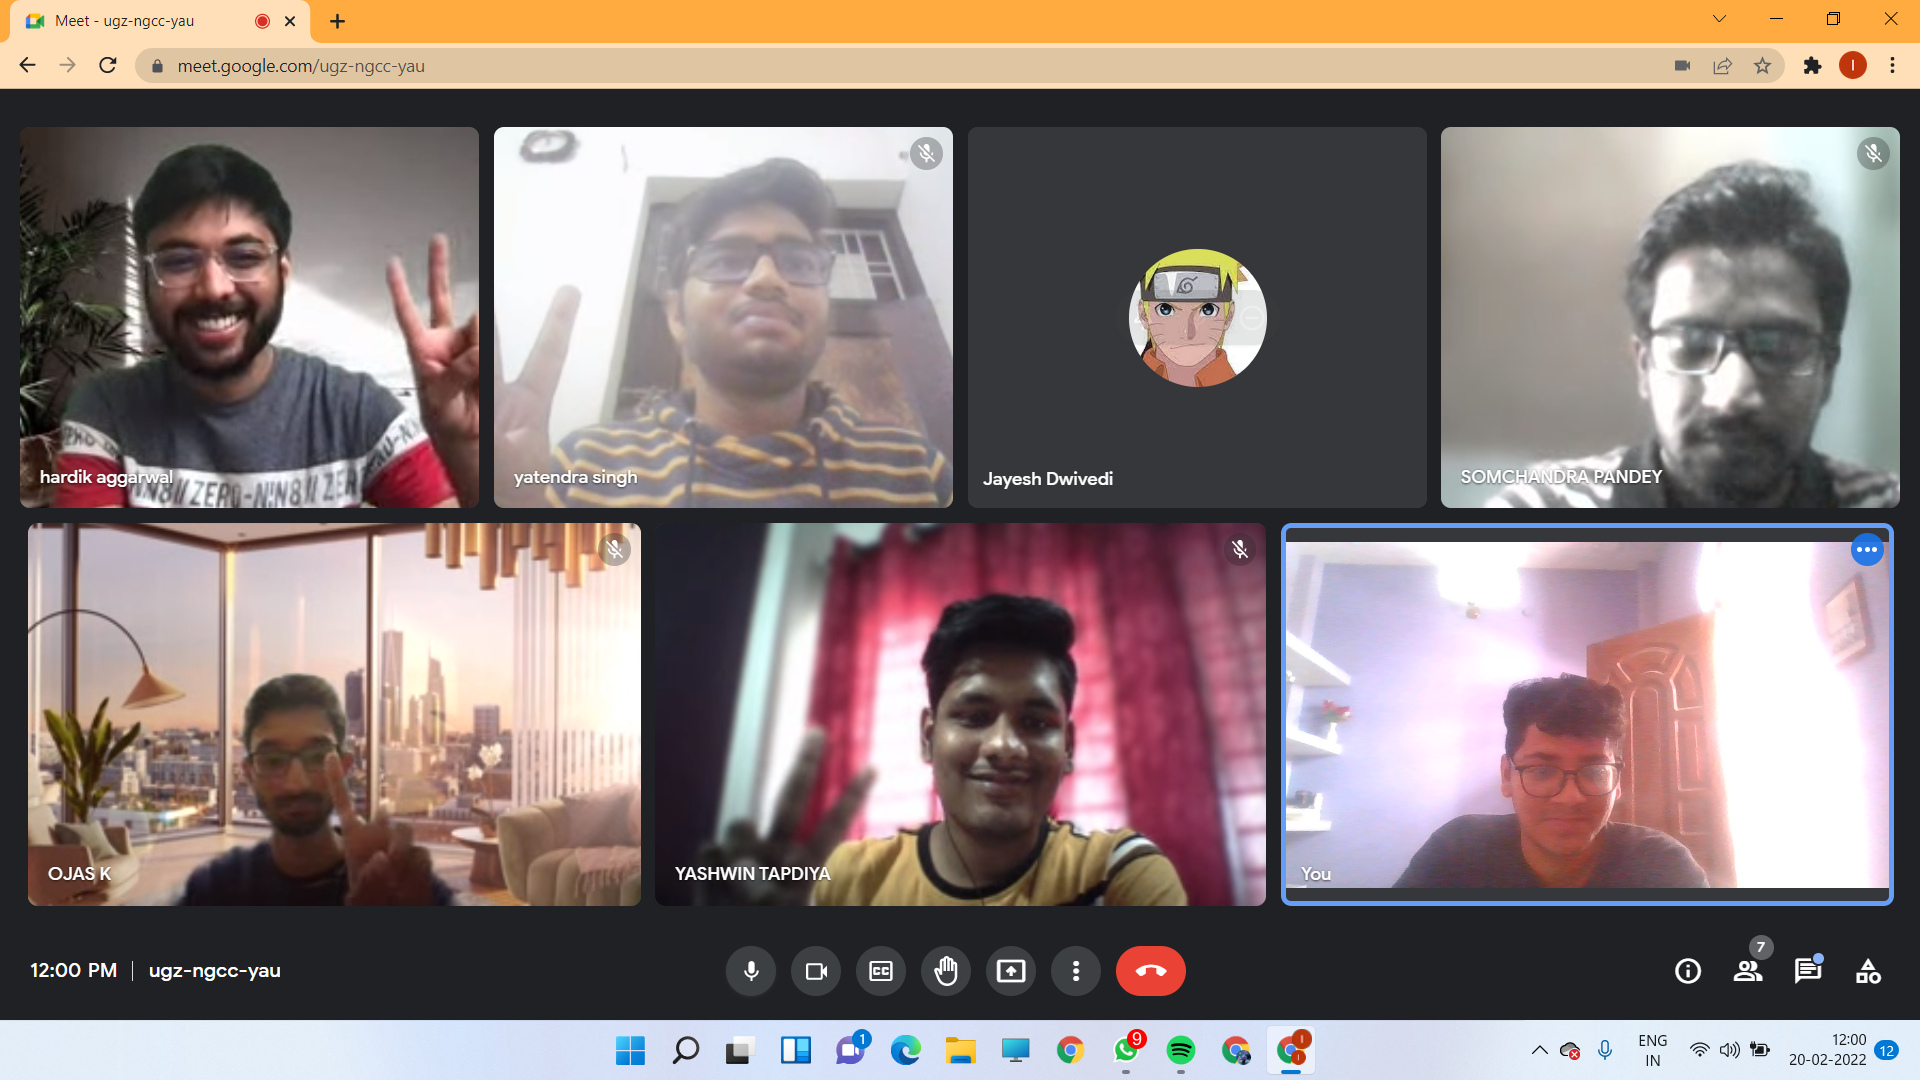 Meet - ugz-ngcc-yau
meet.google.com/ugz-ngcc-yau
I
hardik aggarwal
yatendra singh
Jayesh Dwivedi
SOMCHANDRA PANDEY
OJAS K
YASHWIN TAPDIYA
You
12:00 PM | ugz-ngcc-yau
CC
7
1
9
ENG
IN
12:00
20-02-2022
12